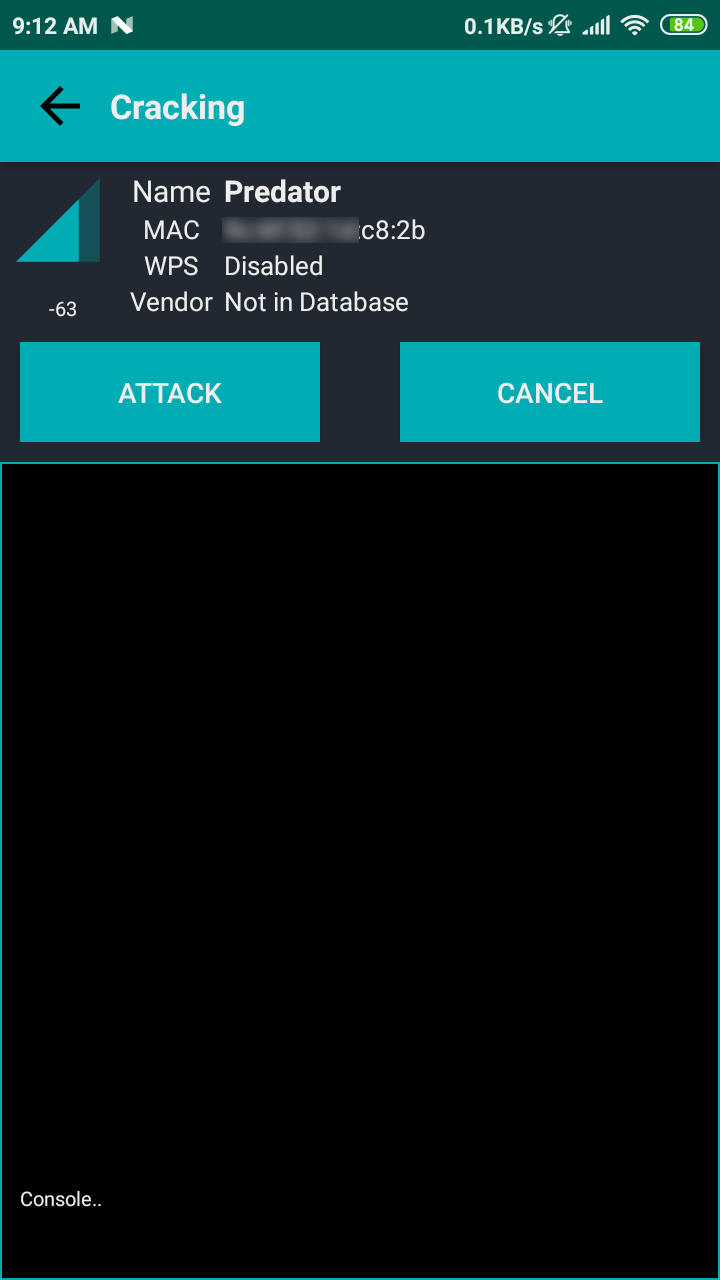 9:12 AM 0.1KB/s 84
Cracking
Name Predator
MAC :c8:2b
WPS Disabled
-63 Vendor Not in Database
ATTACK CANCEL
Console..